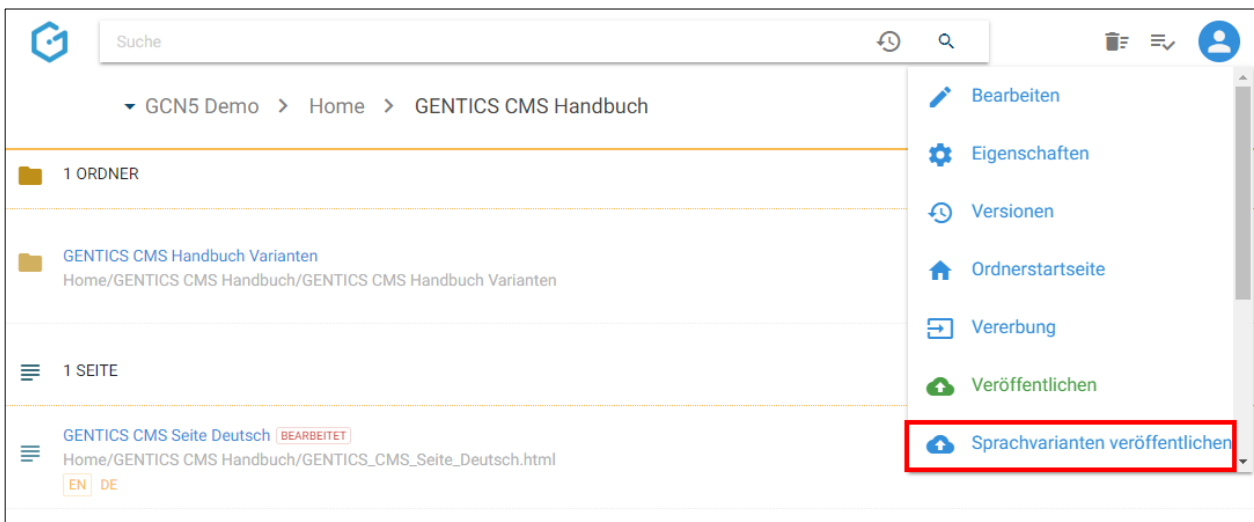 Suche
GCN5 Demo > Home > GENTICS CMS Handbuch
1 ORDNER
GENTICS CMS Handbuch Varianten
Home/GENTICS CMS Handbuch/GENTICS CMS Handbuch Varianten
1 SEITE
GENTICS CMS Seite Deutsch BEARBEITET
Home/GENTICS CMS Handbuch/GENTICS_CMS_Seite_Deutsch.html
EN DE
Bearbeiten
Eigenschaften
Versionen
Ordnerstartseite
Vererbung
Veröffentlichen
Sprachvarianten veröffentlichen